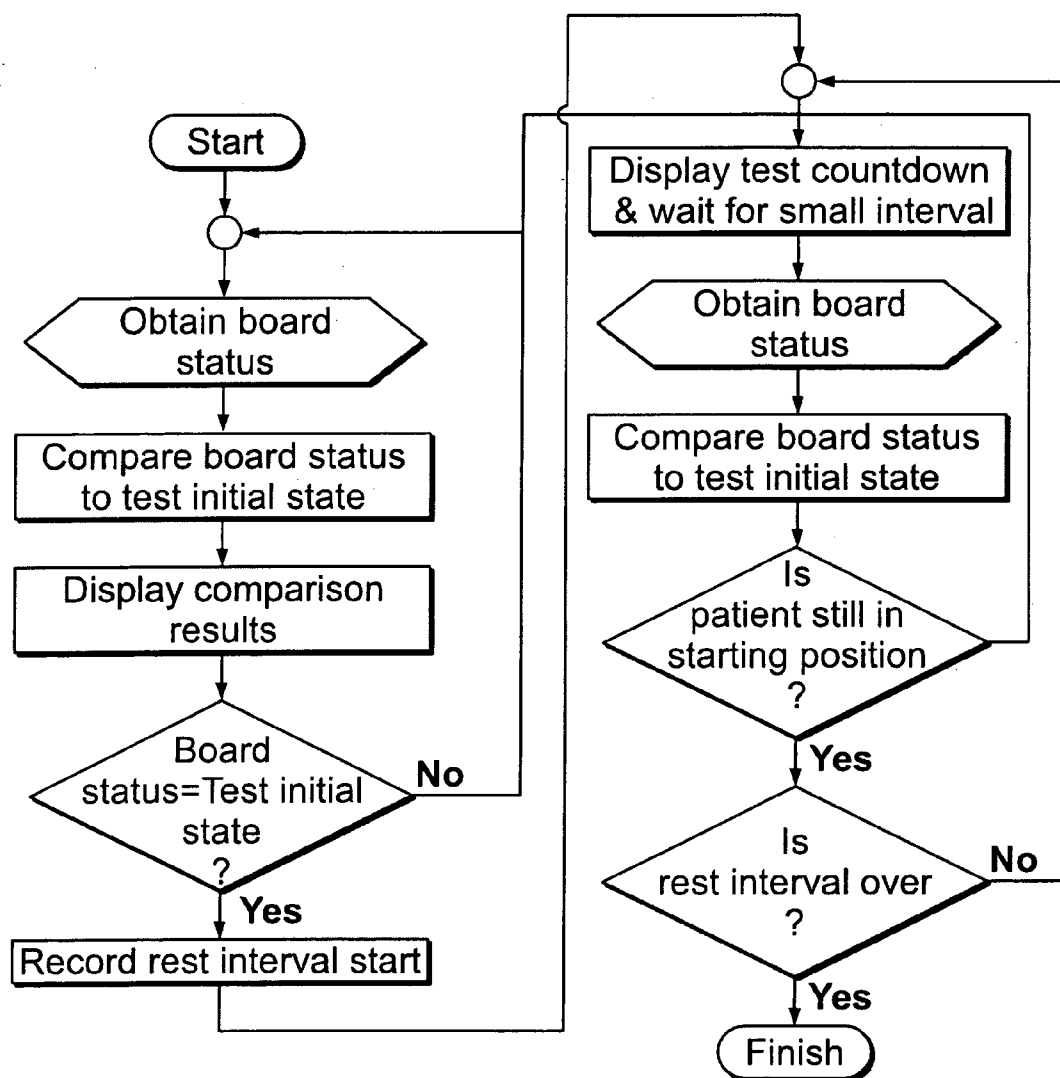 Start
Obtain board
status
Compare board status
to test initial state
Display comparison
results
Board
status=Test initial
state
?
No
Yes
Record rest interval start
Display test countdown
& wait for small interval
Obtain board
status
Compare board status
to test initial state
Is
patient still in
starting position
?
Yes
Is
rest interval over
?
No
Yes
Finish